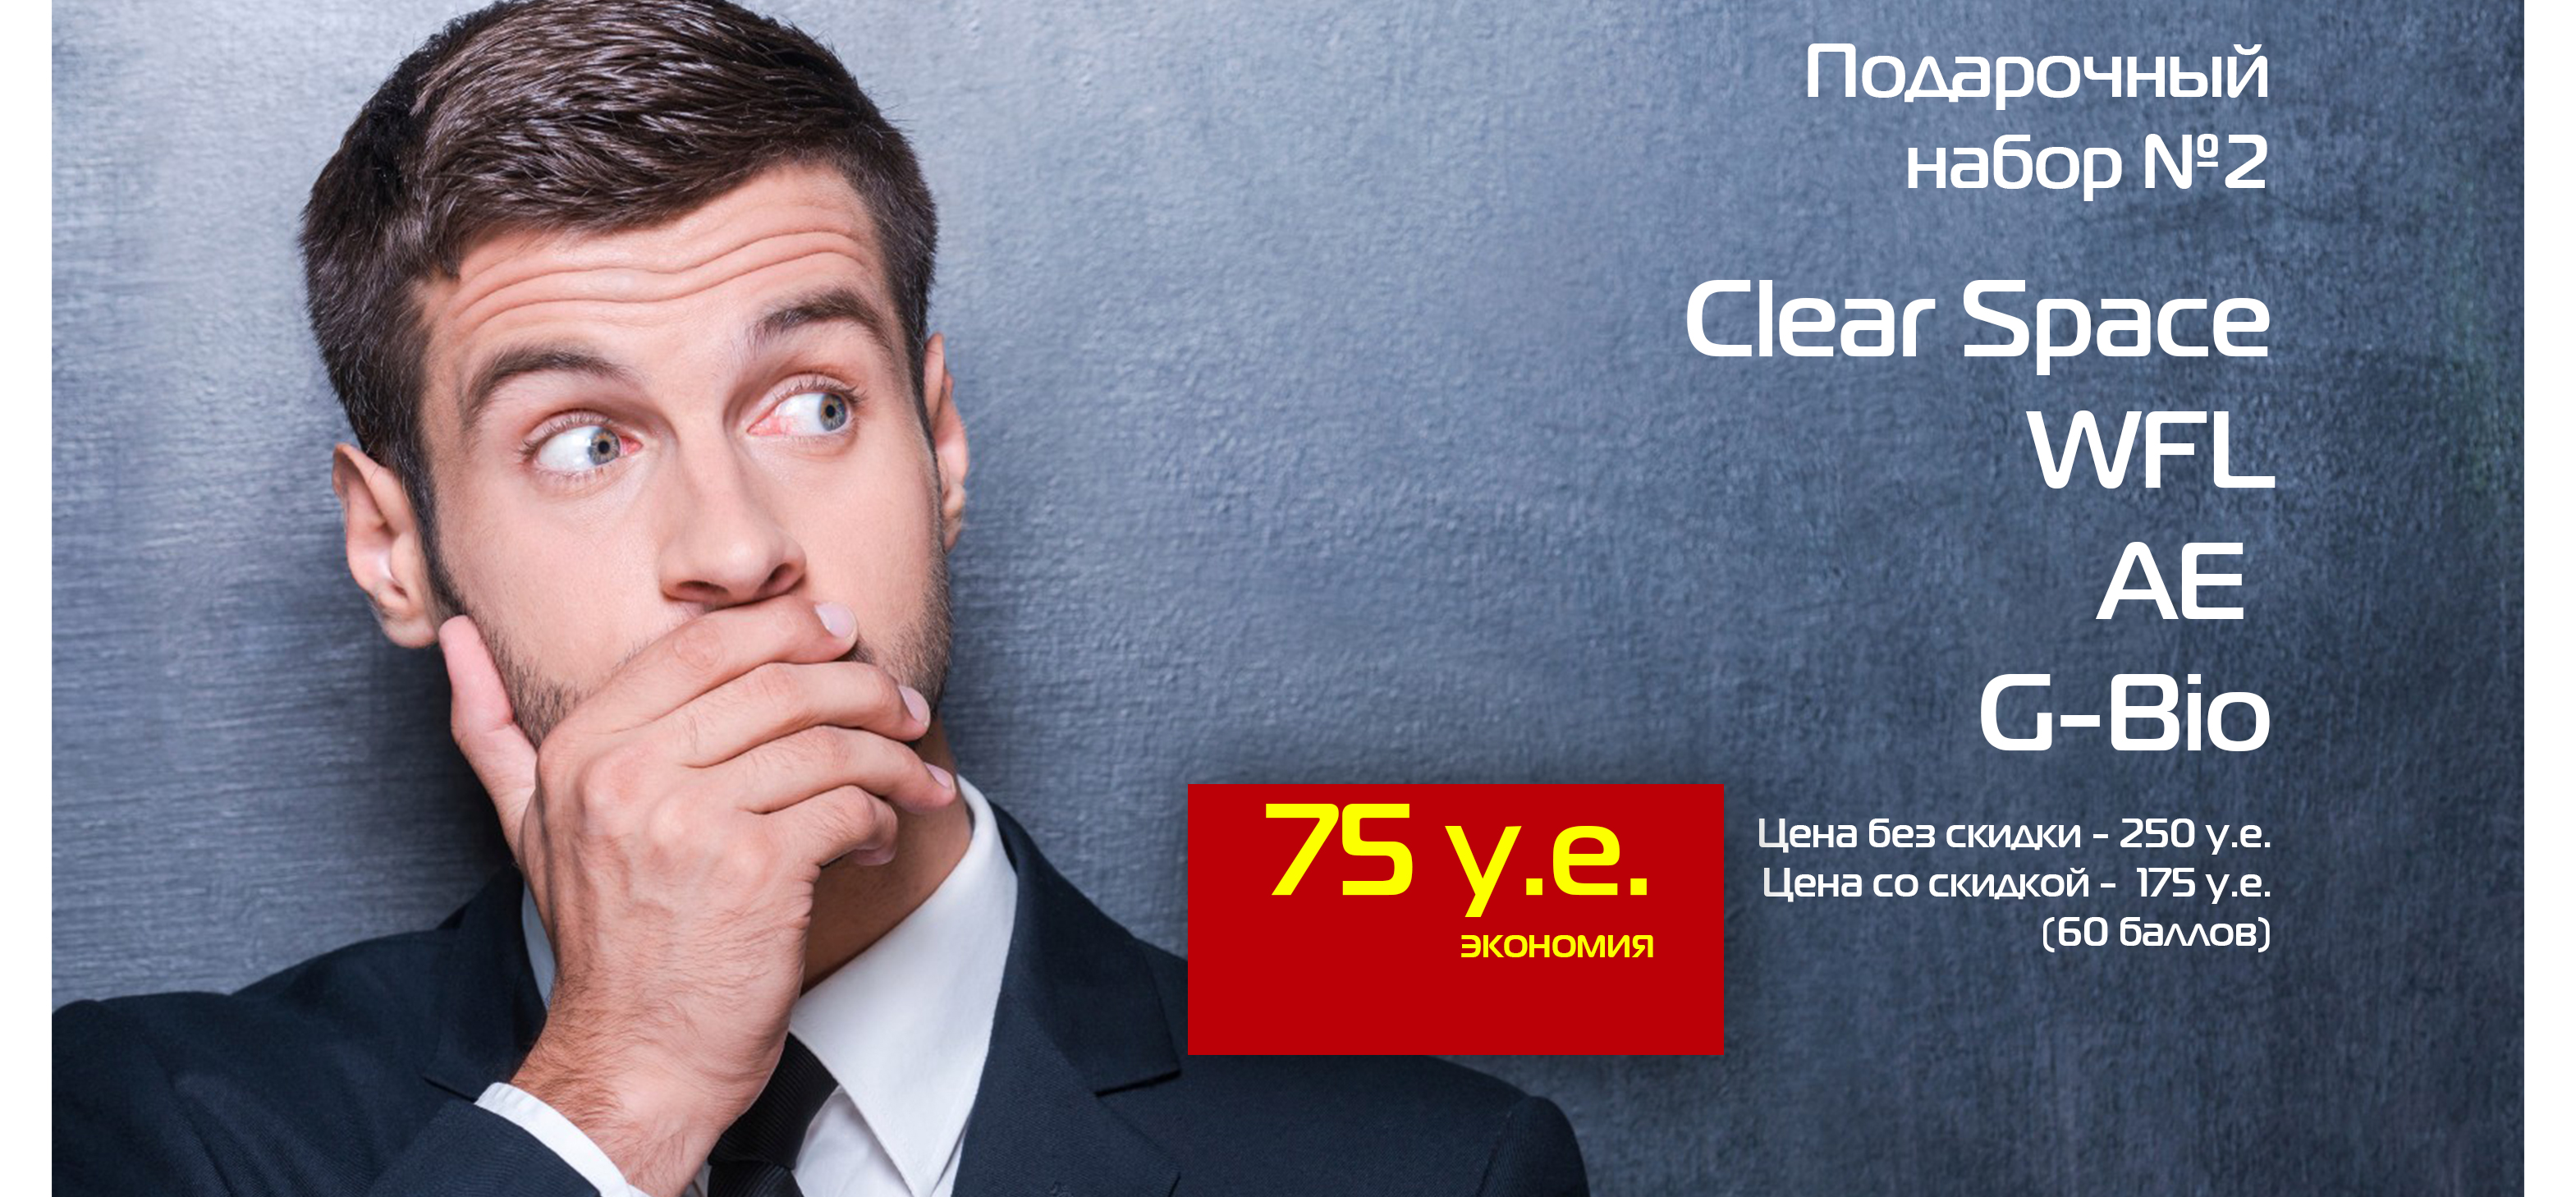 Подарочный
набор №2
Clear Space
WFL
AE
G-Bio
75 у.е.
экономия
Цена без скидки - 250 у.е.
Цена со скидкой - 175 у.е.
(60 баллов)